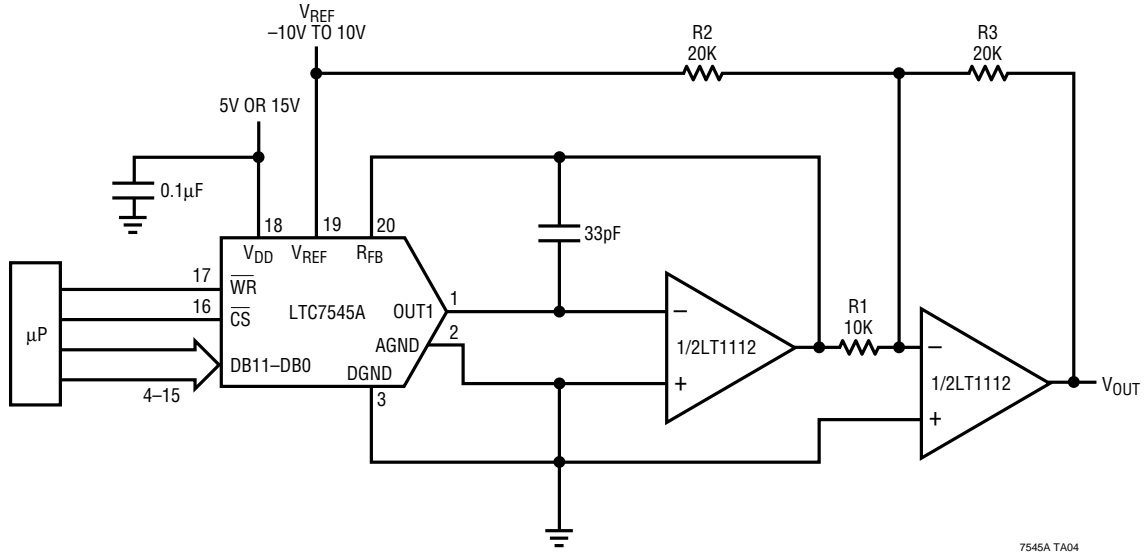 VREF
–10V TO 10V
R2
20K
R3
20K
5V OR 15V
0.1µF
18
19
20
33pF
VDD
VREF
RFB
17
WR
16
CS
µP
LTC7545A
OUT1
1
2
AGND
DB11–DB0
DGND
4–15
3
–
+
1/2LT1112
R1
10K
–
+
1/2LT1112
VOUT
7545A TA04